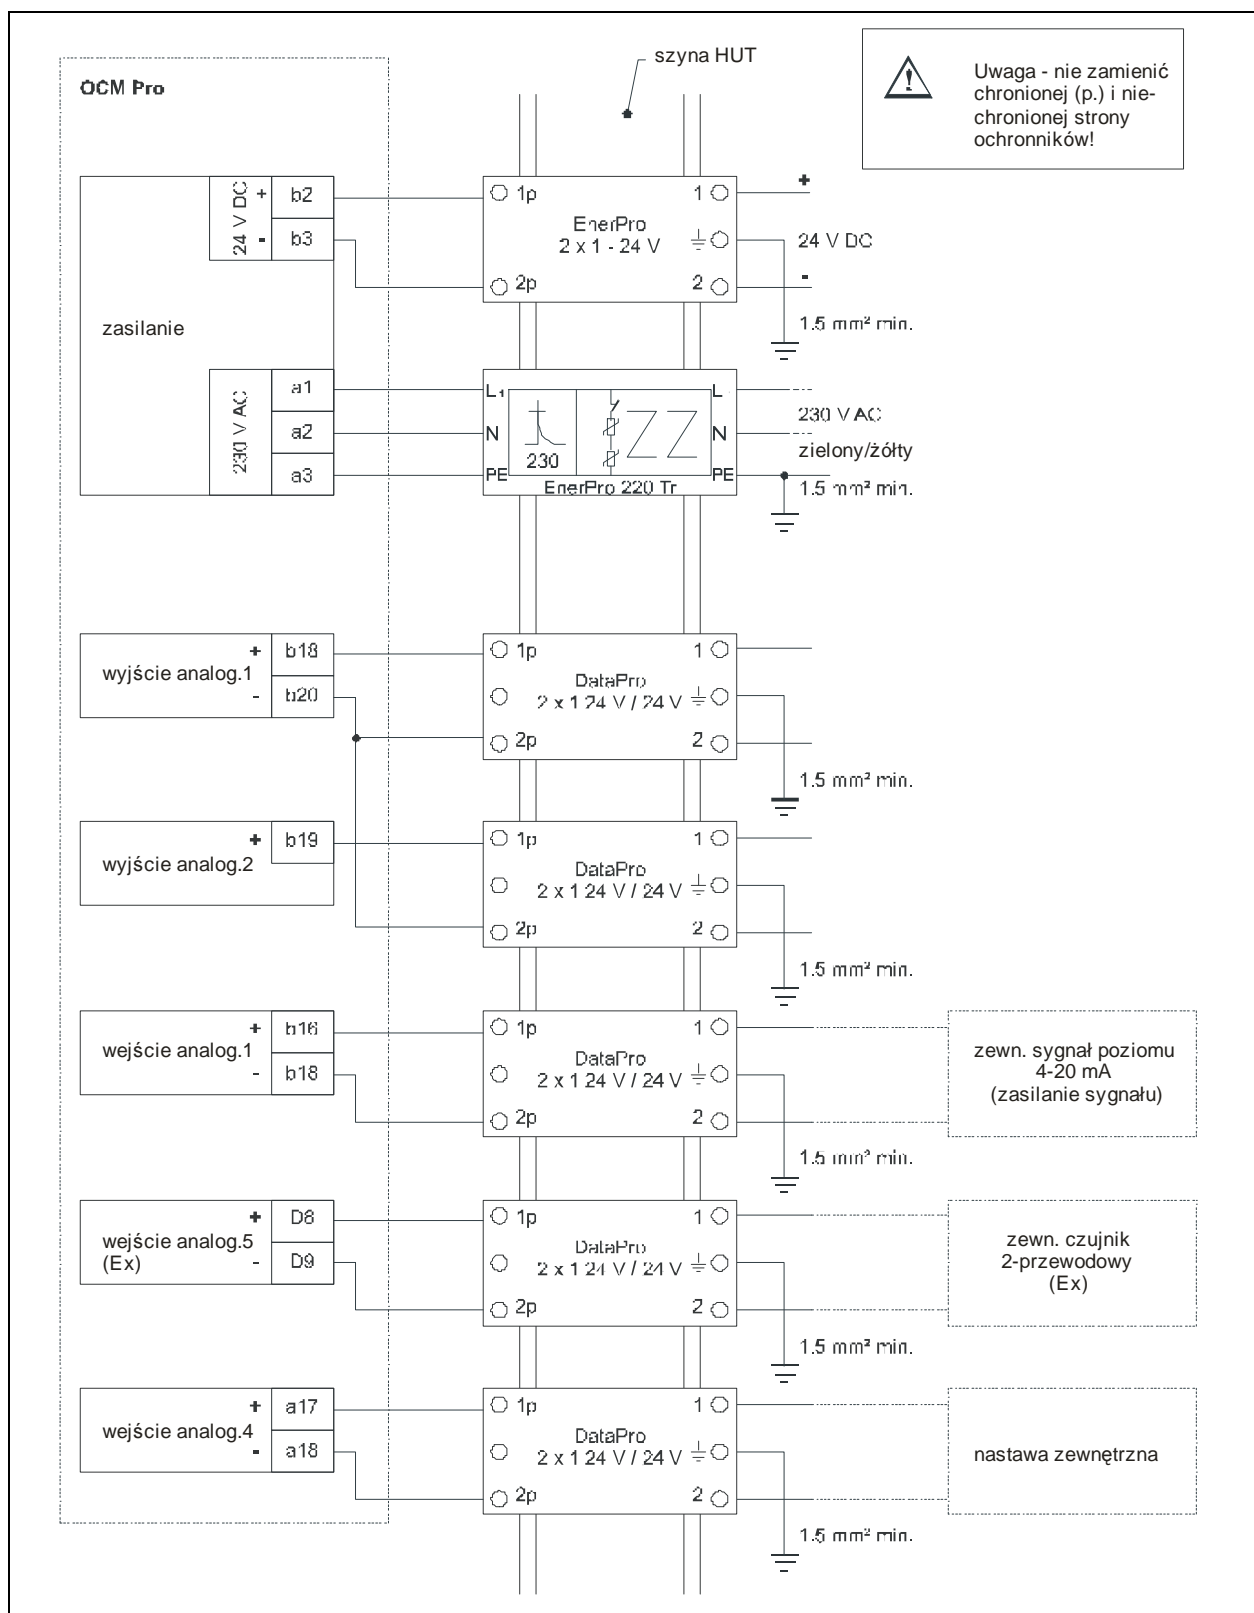 szyna HUT
OCM Pro
Uwaga - nie zamienić
chronionej (p.) i nie-
chronionej strony
ochronników!
zasilanie
24 V DC
+ b2
- b3
1p 1
EnerPro
2 x 1 - 24 V
2p 2
+
24 V DC
-
1.5 mm² min.
230 V AC
a1
a2
a3
L1 L
N N
PE PE
230
EnerPro 220 Tr
230 V AC
zielony/żółty
1.5 mm² min.
wyjście analog.1
+ b18
- b20
1p 1
DataPro
2 x 1 24 V / 24 V
2p 2
1.5 mm² min.
wyjście analog.2
+ b19
1p 1
DataPro
2 x 1 24 V / 24 V
2p 2
1.5 mm² min.
wejście analog.1
+ b16
- b18
1p 1
DataPro
2 x 1 24 V / 24 V
2p 2
1.5 mm² min.
zewn. sygnał poziomu
4-20 mA
(zasilanie sygnału)
wejście analog.5
(Ex)
+ D8
- D9
1p 1
DataPro
2 x 1 24 V / 24 V
2p 2
1.5 mm² min.
zewn. czujnik
2-przewodowy
(Ex)
wejście analog.4
+ a17
- a18
1p 1
DataPro
2 x 1 24 V / 24 V
2p 2
1.5 mm² min.
nastawa zewnętrzna